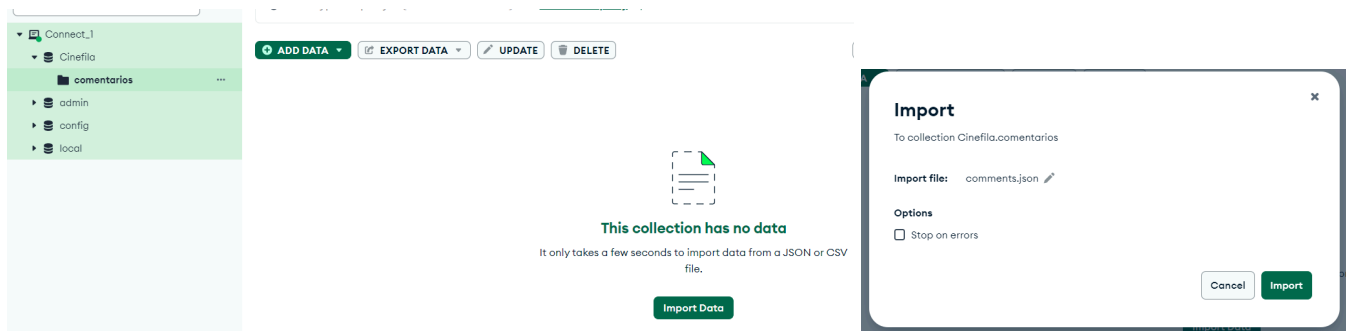 Connect_1
Cinefila
comentarios ...
admin
config
local
ADD DATA EXPORT DATA UPDATE DELETE
This collection has no data
It only takes a few seconds to import data from a JSON or CSV
file.
Import Data
Import
To collection Cinefila.comentarios
Import file: comments.json
Options
Stop on errors
Cancel Import